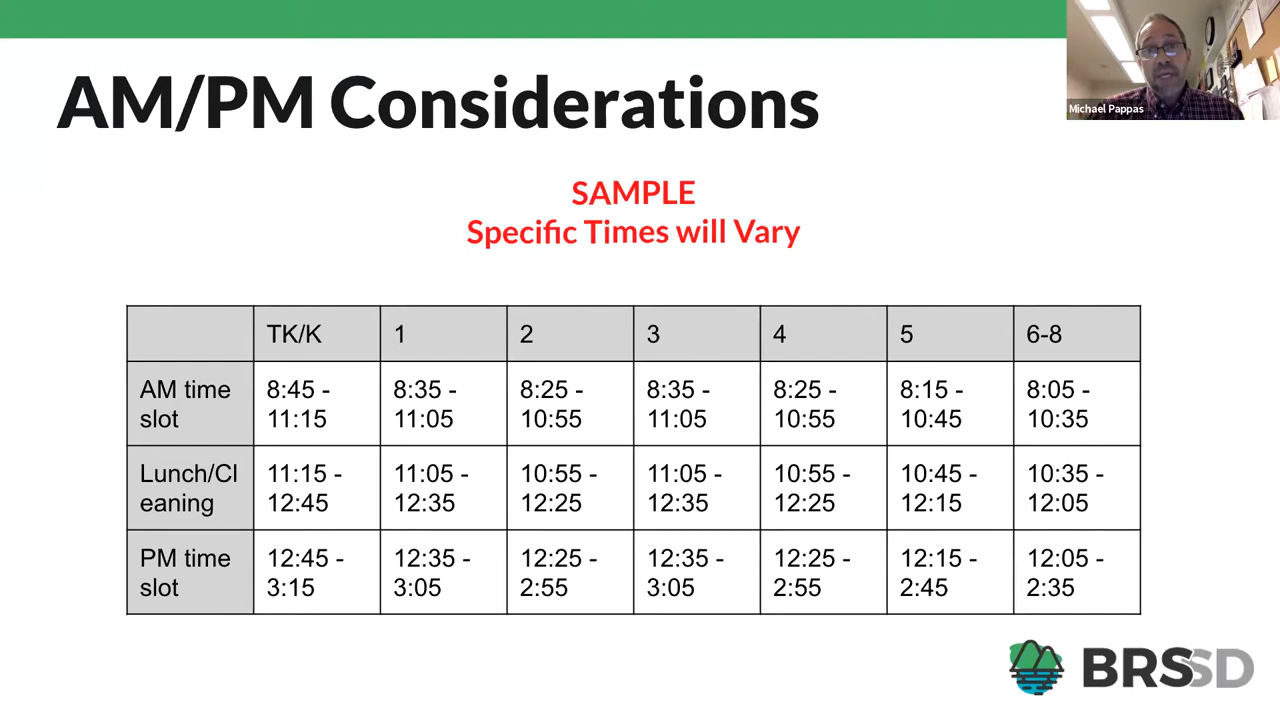 AM/PM Considerations
Michael Pappas
SAMPLE
Specific Times will Vary
TK/K 1 2 3 4 5 6-8
AM time 8:45 - 8:35 - 8:25 - 8:35 - 8:25 - 8:15 - 8:05 -
slot 11:15 11:05 10:55 11:05 10:55 10:45 10:35
Lunch/Cl 11:15 - 11:05 - 10:55 - 11:05 - 10:55 - 10:45 - 10:35 -
eaning 12:45 12:35 12:25 12:35 12:25 12:15 12:05
PM time 12:45 - 12:35 - 12:25 - 12:35 - 12:25 - 12:15 - 12:05 -
slot 3:15 3:05 2:55 3:05 2:55 2:45 2:35
BRSSD